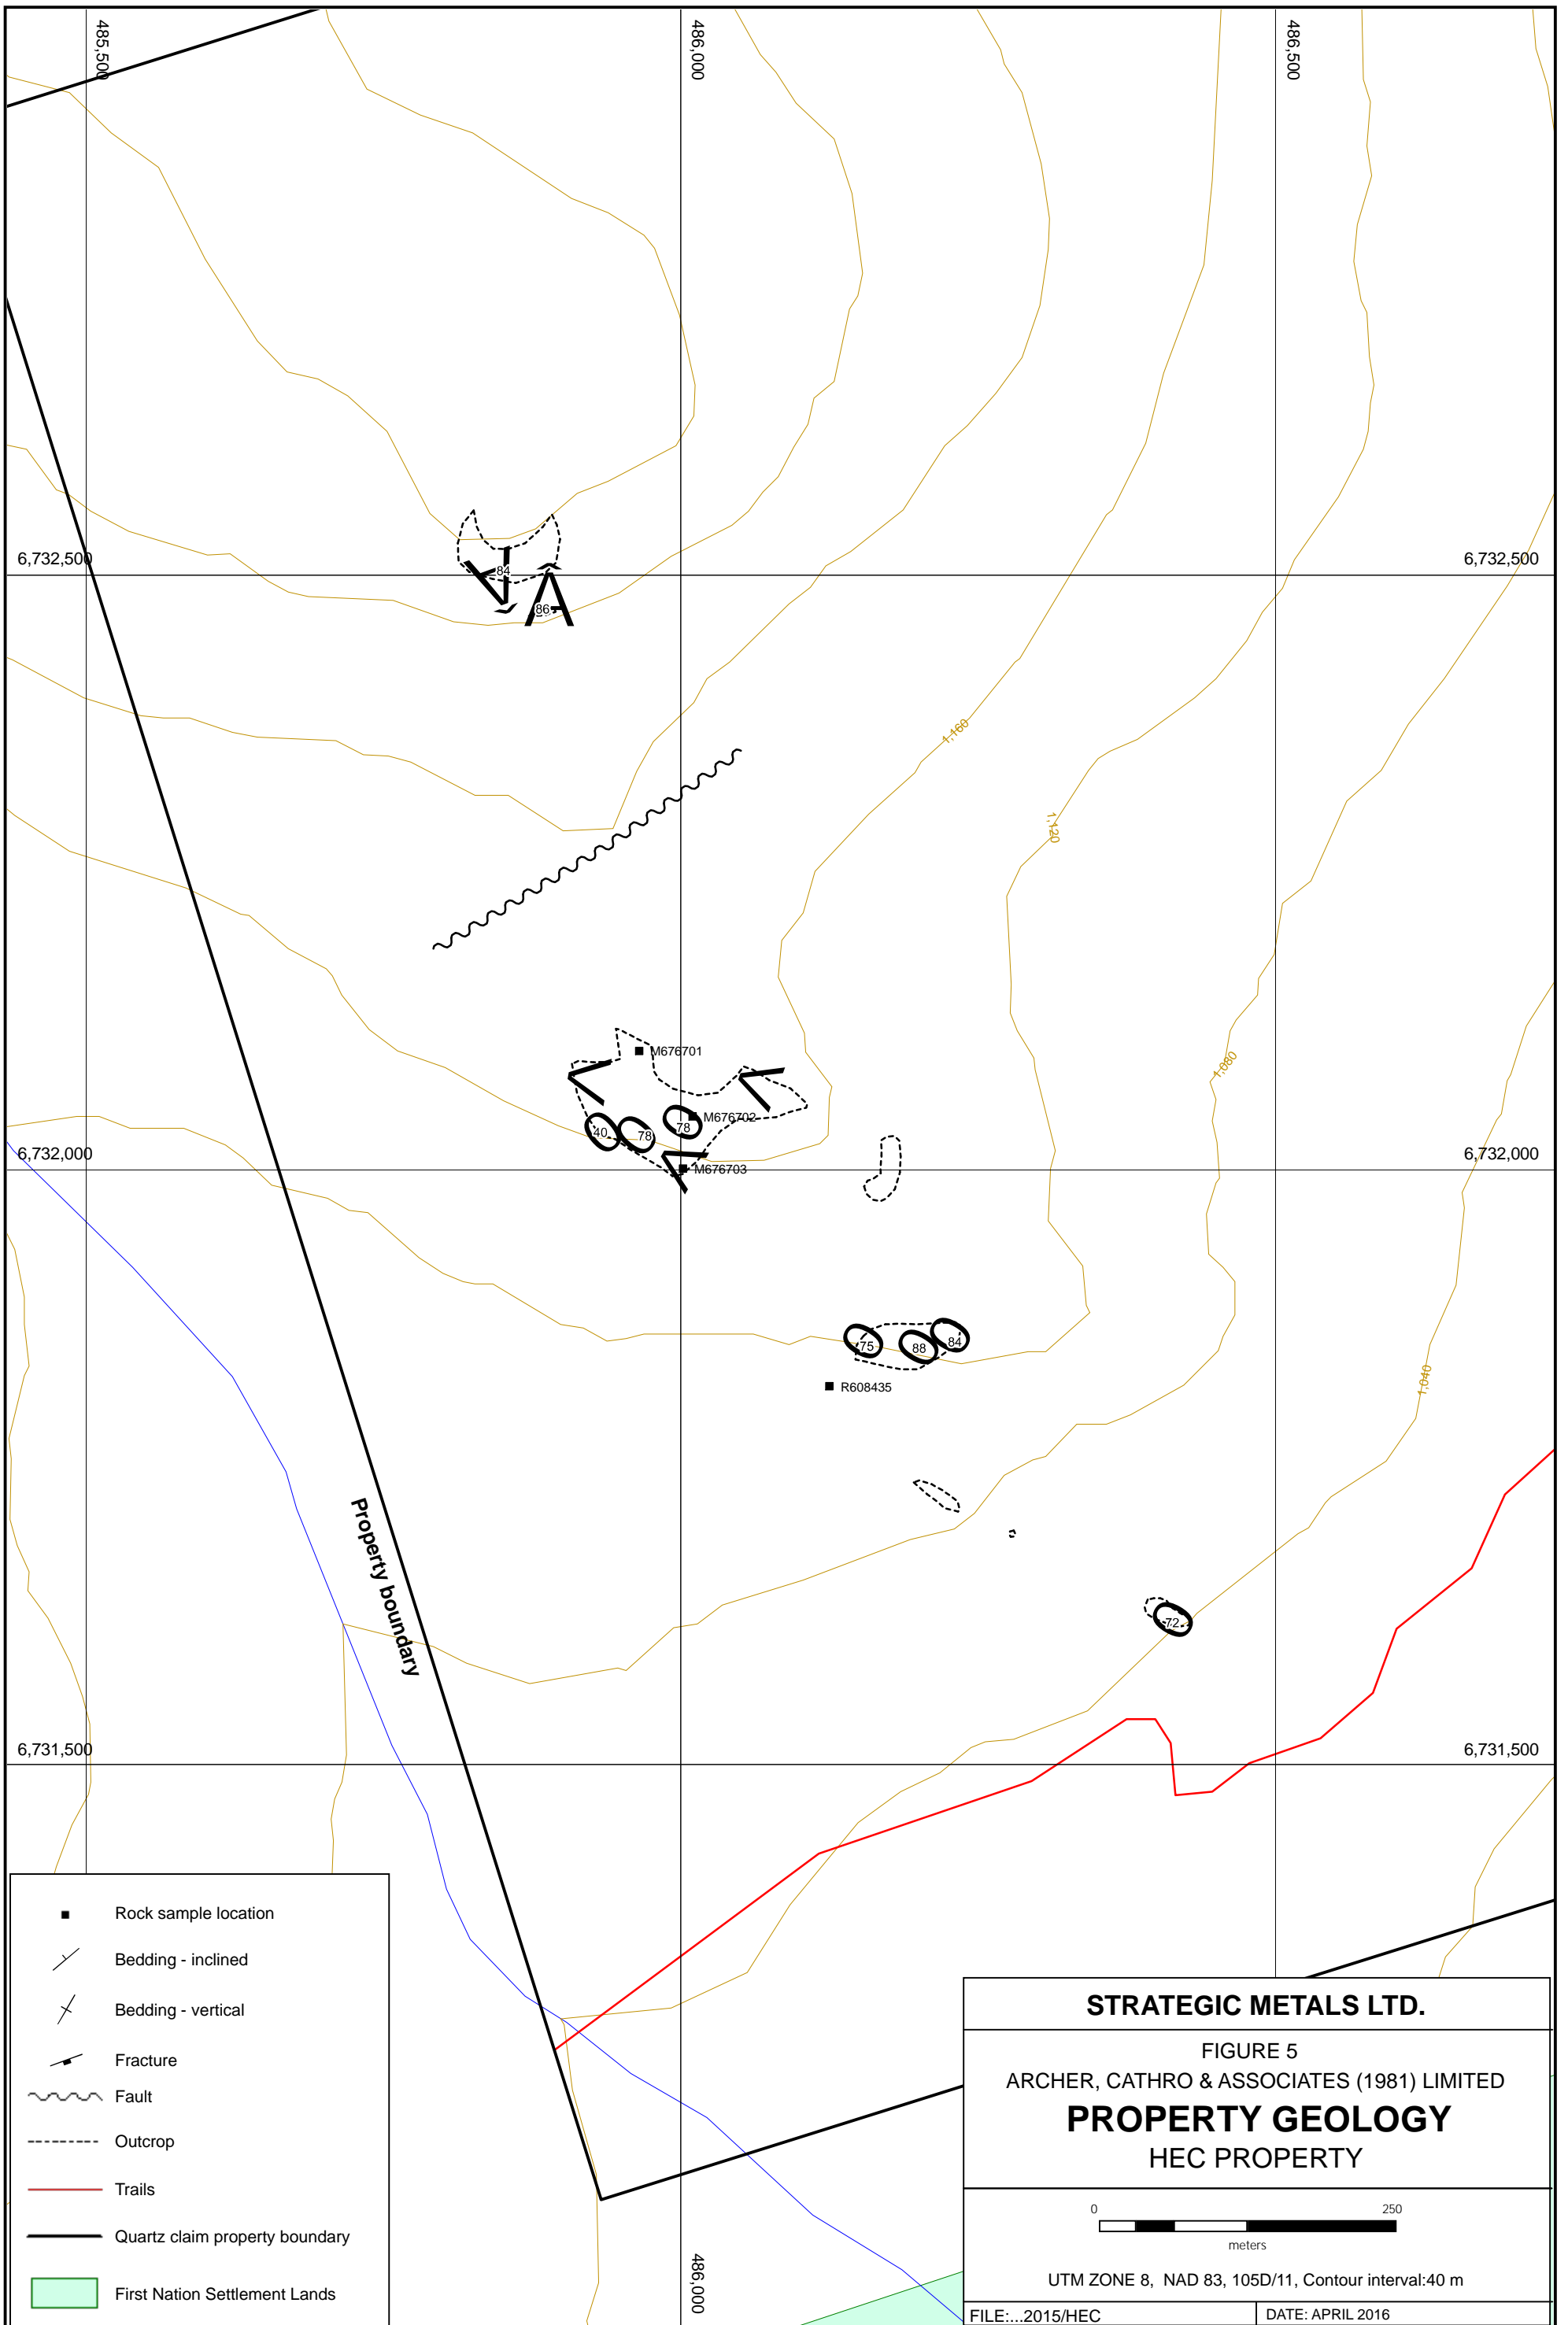 485,500
486,000
486,500
6,732,500
6,732,500
84
86
1,160
1,120
M676701
1,080
M676702
40
78
78
6,732,000
M676703
6,732,000
75
88
84
R608435
1,040
Property boundary
72
6,731,500
6,731,500
Rock sample location
Bedding - inclined
Bedding - vertical
Fracture
Fault
Outcrop
Trails
Quartz claim property boundary
First Nation Settlement Lands
486,000
STRATEGIC METALS LTD.
FIGURE 5
ARCHER, CATHRO & ASSOCIATES (1981) LIMITED
PROPERTY GEOLOGY
HEC PROPERTY
0 250
meters
UTM ZONE 8, NAD 83, 105D/11, Contour interval:40 m
FILE:...2015/HEC
DATE: APRIL 2016